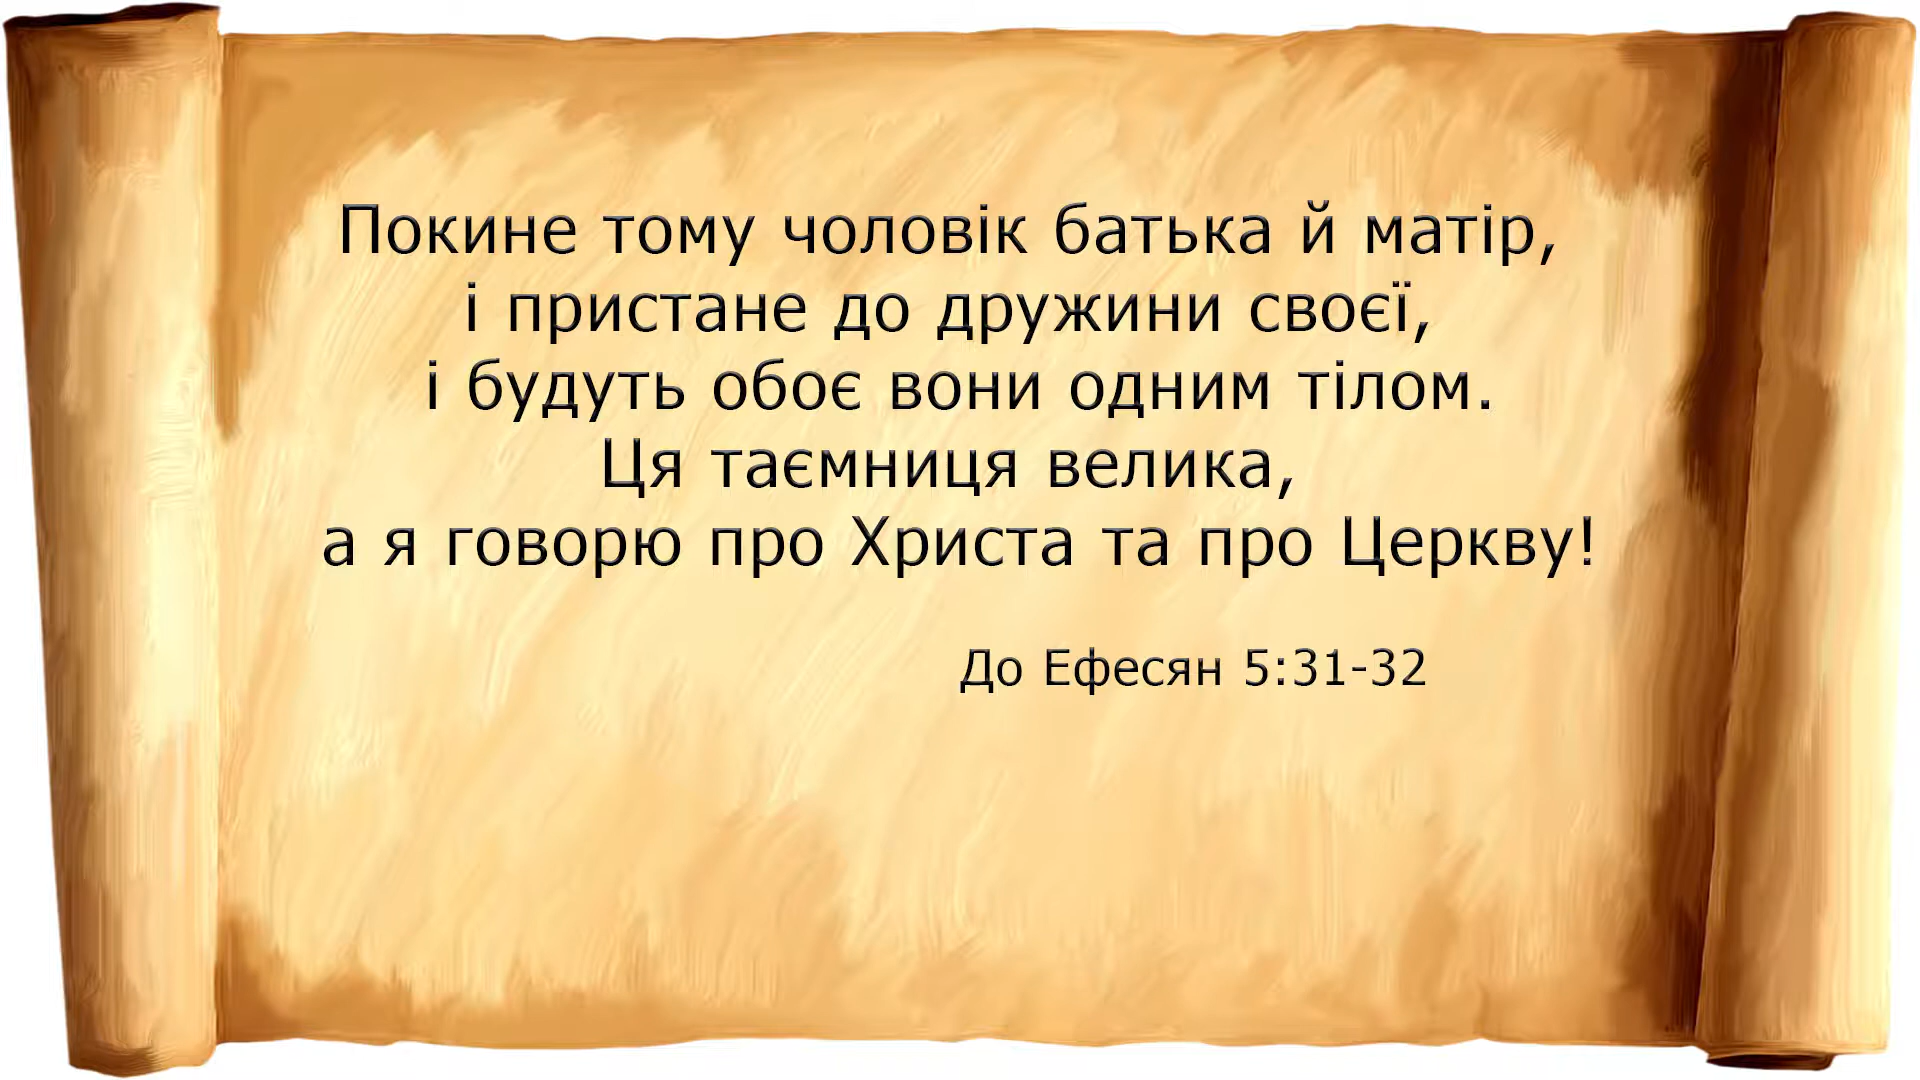 Покине тому чоловік батька й матір,
і пристане до дружини своєї,
і будуть обоє вони одним тілом.
Ця таємниця велика,
а я говорю про Христа та про Церкву!
До Ефесян 5:31-32